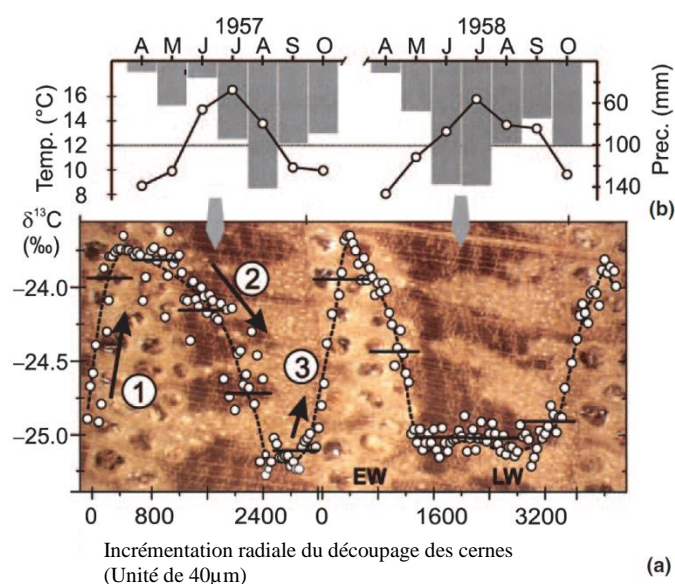 1957 1958
A M J J A S O A M J J A S O
Temp. (°C)
16
14
12
10
8
60
100
140
Prec. (mm)
(b)
δ¹³C
(‰)
−24.0
−24.5
−25.0
1
2
3
EW LW
0 800 2400 0 1600 3200
Incrémentation radiale du découpage des cernes
(Unité de 40µm)
(a)